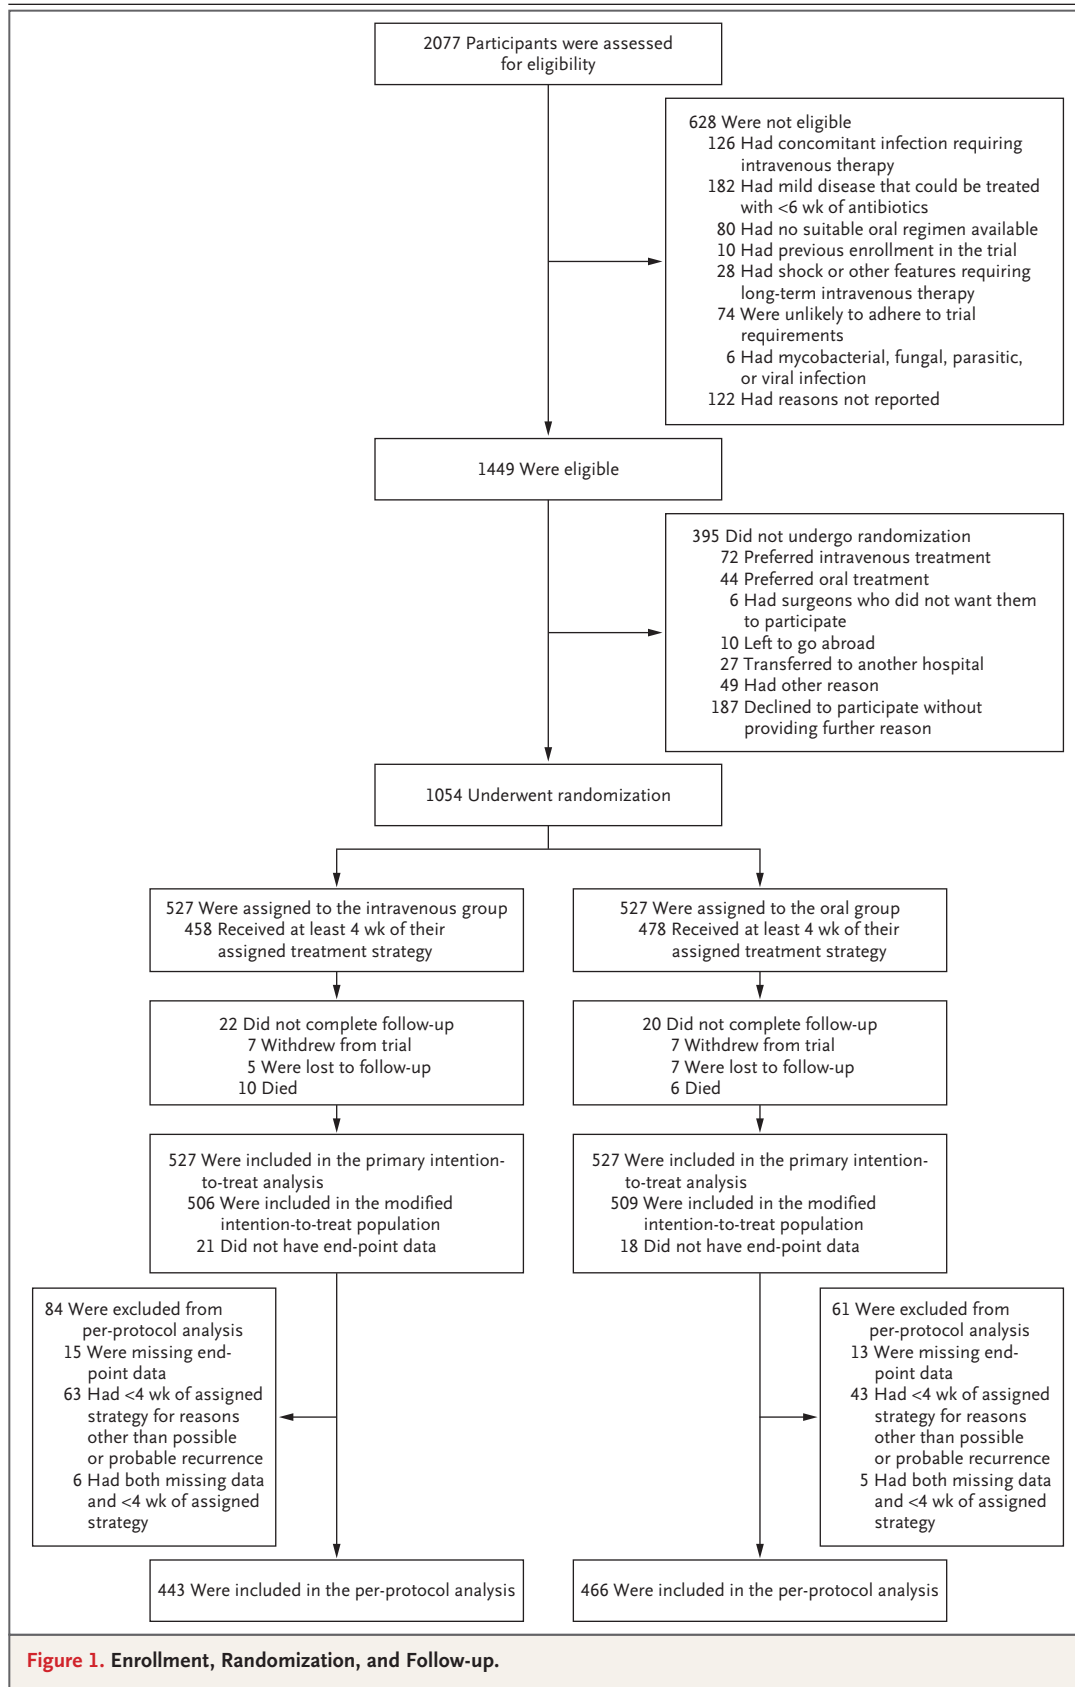 2077 Participants were assessed
for eligibility
628 Were not eligible
126 Had concomitant infection requiring
intravenous therapy
182 Had mild disease that could be treated
with <6 wk of antibiotics
80 Had no suitable oral regimen available
10 Had previous enrollment in the trial
28 Had shock or other features requiring
long-term intravenous therapy
74 Were unlikely to adhere to trial
requirements
6 Had mycobacterial, fungal, parasitic,
or viral infection
122 Had reasons not reported
1449 Were eligible
395 Did not undergo randomization
72 Preferred intravenous treatment
44 Preferred oral treatment
6 Had surgeons who did not want them
to participate
10 Left to go abroad
27 Transferred to another hospital
49 Had other reason
187 Declined to participate without
providing further reason
1054 Underwent randomization
527 Were assigned to the intravenous group
458 Received at least 4 wk of their
assigned treatment strategy
527 Were assigned to the oral group
478 Received at least 4 wk of their
assigned treatment strategy
22 Did not complete follow-up
7 Withdrew from trial
5 Were lost to follow-up
10 Died
20 Did not complete follow-up
7 Withdrew from trial
7 Were lost to follow-up
6 Died
527 Were included in the primary intention-
to-treat analysis
506 Were included in the modified
intention-to-treat population
21 Did not have end-point data
527 Were included in the primary intention-
to-treat analysis
509 Were included in the modified
intention-to-treat population
18 Did not have end-point data
84 Were excluded from
per-protocol analysis
15 Were missing end-
point data
63 Had <4 wk of assigned
strategy for reasons
other than possible
or probable recurrence
6 Had both missing data
and <4 wk of assigned
strategy
61 Were excluded from
per-protocol analysis
13 Were missing end-
point data
43 Had <4 wk of assigned
strategy for reasons
other than possible
or probable recurrence
5 Had both missing data
and <4 wk of assigned
strategy
443 Were included in the per-protocol analysis
466 Were included in the per-protocol analysis
Figure 1. Enrollment, Randomization, and Follow-up.